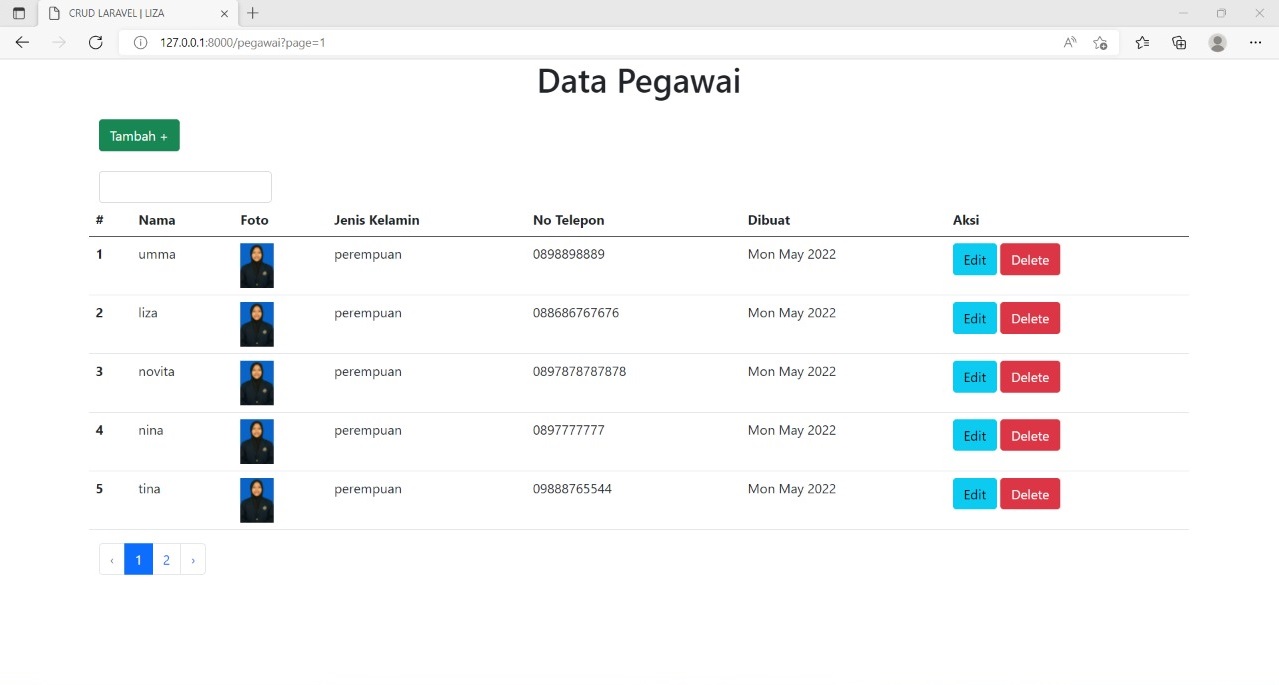 CRUD LARAVEL | LIZA
127.0.0.1:8000/pegawai?page=1
Data Pegawai
Tambah +
# Nama Foto Jenis Kelamin No Telepon Dibuat Aksi
1 umma perempuan 0898898889 Mon May 2022 Edit Delete
2 liza perempuan 088686767676 Mon May 2022 Edit Delete
3 novita perempuan 0897878787878 Mon May 2022 Edit Delete
4 nina perempuan 0897777777 Mon May 2022 Edit Delete
5 tina perempuan 09888765544 Mon May 2022 Edit Delete
‹ 1 2 ›